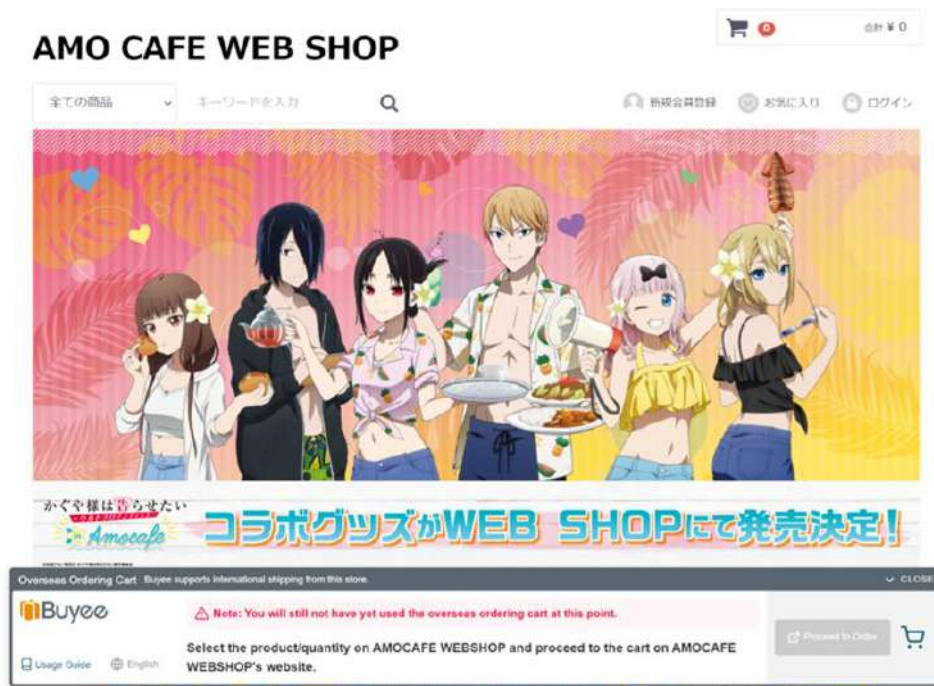 AMO CAFE WEB SHOP
0
合計 ¥ 0
全ての商品
キーワードを入力
新規会員登録
お気に入り
ログイン
かぐや様は告らせたい
Amocafe
コラボグッズがWEB SHOPにて発売決定!
Overseas Ordering Cart Buyee supports international shipping from this store.
CLOSE
Buyee
Note: You will still not have yet used the overseas ordering cart at this point.
Select the product/quantity on AMOCAFE WEBSHOP and proceed to the cart on AMOCAFE
WEBSHOP's website.
Proceed to Order
Usage Guide
English